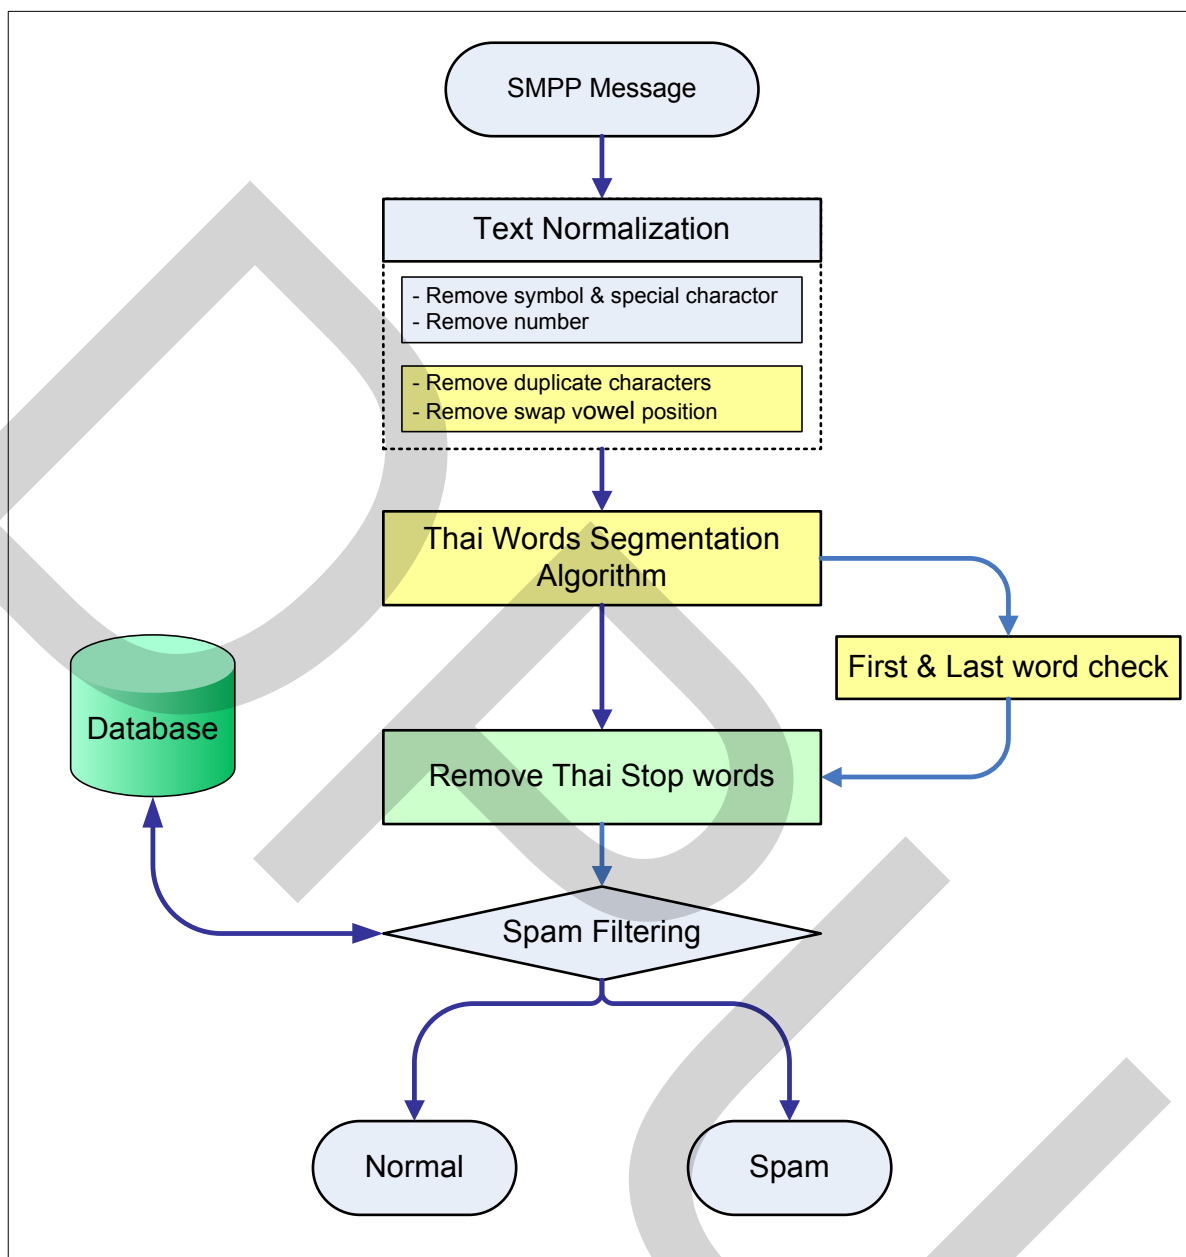 SMPP Message
Text Normalization
- Remove symbol & special charactor
- Remove number
- Remove duplicate characters
- Remove swap vowel position
Thai Words Segmentation
Algorithm
First & Last word check
Database
Remove Thai Stop words
Spam Filtering
Normal
Spam